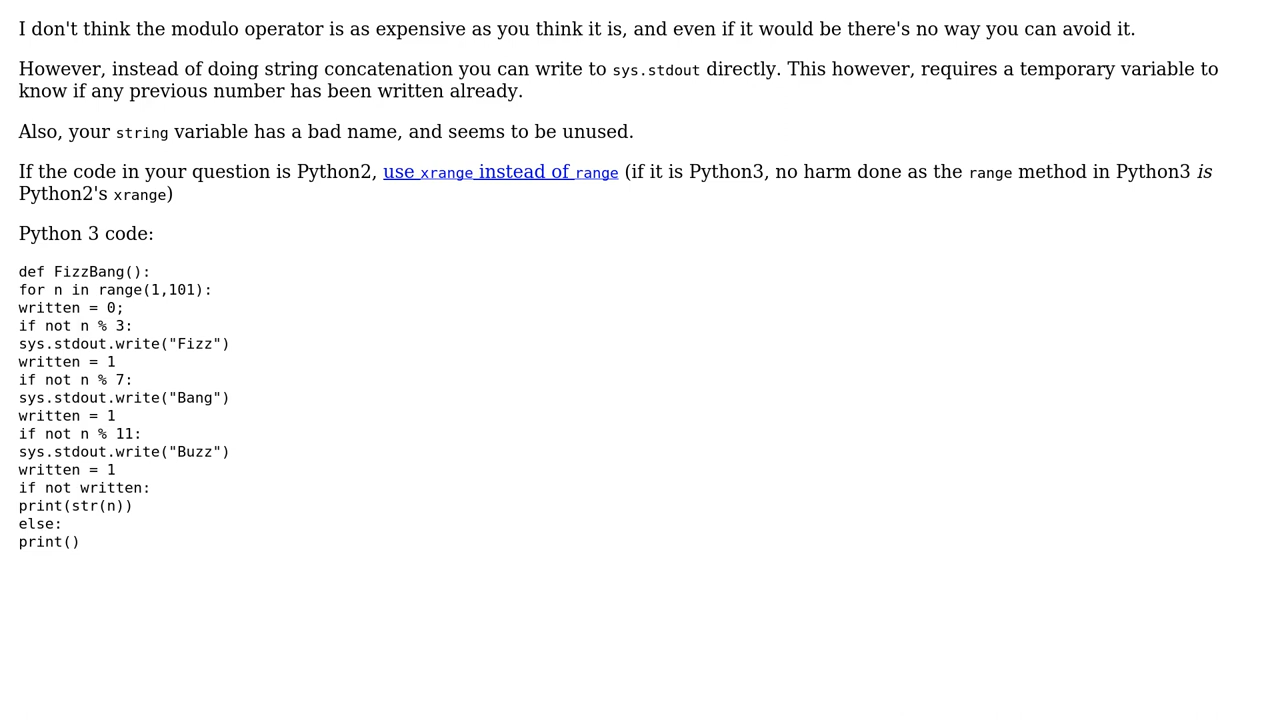 I don't think the modulo operator is as expensive as you think it is, and even if it would be there's no way you can avoid it.
However, instead of doing string concatenation you can write to sys.stdout directly. This however, requires a temporary variable to
know if any previous number has been written already.
Also, your string variable has a bad name, and seems to be unused.
If the code in your question is Python2, use xrange instead of range (if it is Python3, no harm done as the range method in Python3 is
Python2's xrange)
Python 3 code:
def FizzBang():
for n in range(1,101):
written = 0;
if not n % 3:
sys.stdout.write("Fizz")
written = 1
if not n % 7:
sys.stdout.write("Bang")
written = 1
if not n % 11:
sys.stdout.write("Buzz")
written = 1
if not written:
print(str(n))
else:
print()